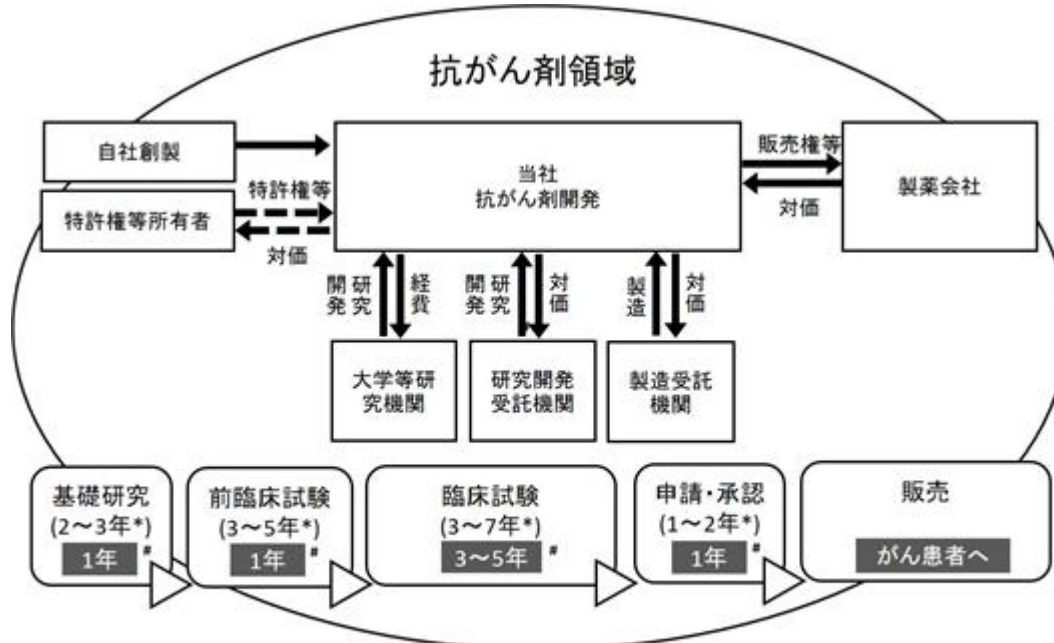 抗がん剤領域
自社創製
特許権等所有者
特許権等
対価
当社
抗がん剤開発
販売権等
対価
製薬会社
研究
開発
経費
研究
開発
対価
製造
対価
大学等研
究機関
研究開発
受託機関
製造受託
機関
基礎研究
(2～3年*)
1年 #
前臨床試験
(3～5年*)
1年 #
臨床試験
(3～7年*)
3～5年 #
申請・承認
(1～2年*)
1年 #
販売
がん患者へ